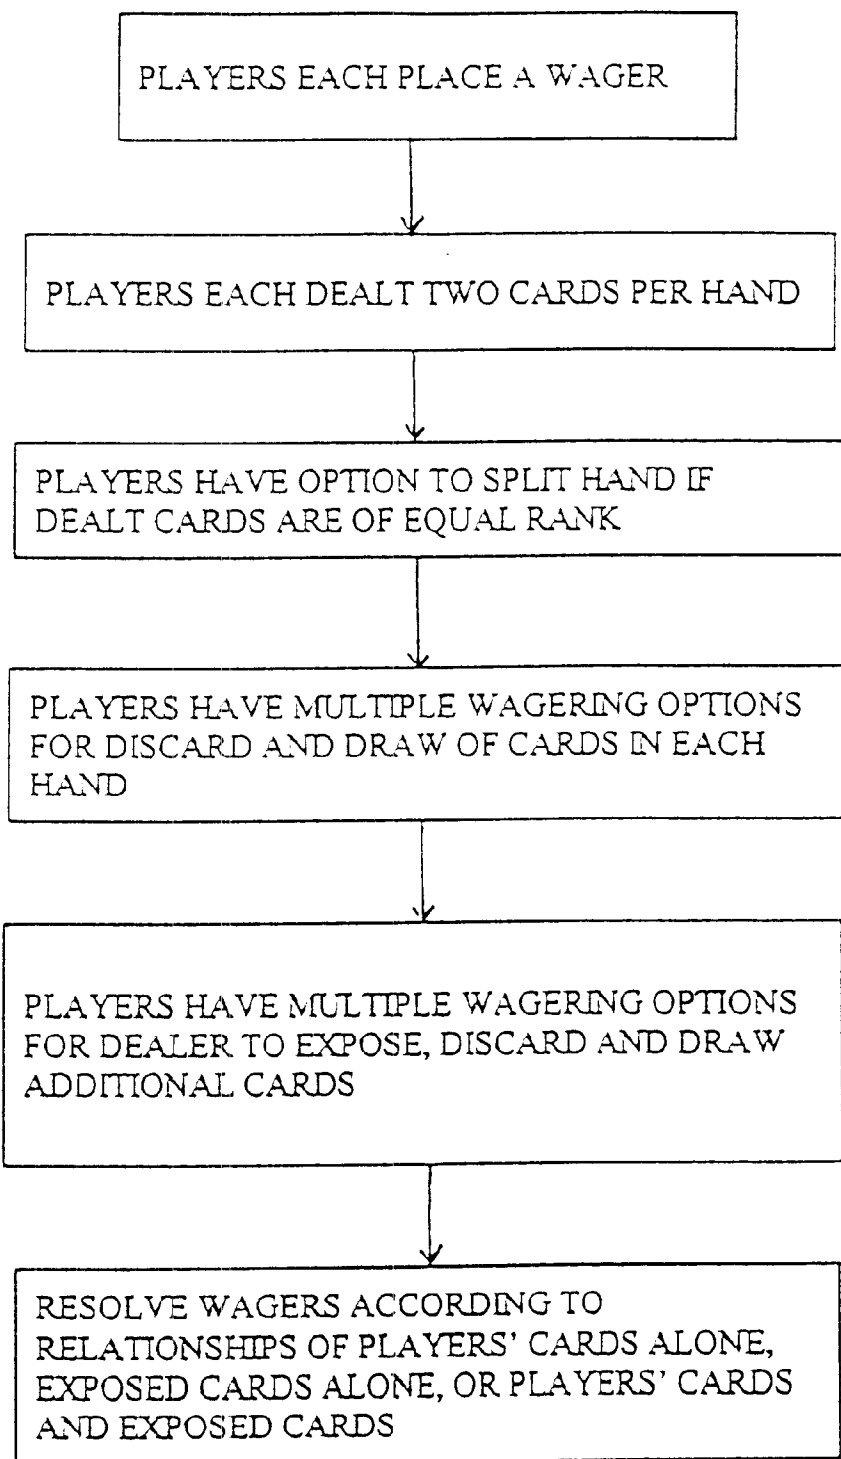 PLAYERS EACH PLACE A WAGER
PLAYERS EACH DEALT TWO CARDS PER HAND
PLAYERS HAVE OPTION TO SPLIT HAND IF
DEALT CARDS ARE OF EQUAL RANK
PLAYERS HAVE MULTIPLE WAGERING OPTIONS
FOR DISCARD AND DRAW OF CARDS IN EACH
HAND
PLAYERS HAVE MULTIPLE WAGERING OPTIONS
FOR DEALER TO EXPOSE, DISCARD AND DRAW
ADDITIONAL CARDS
RESOLVE WAGERS ACCORDING TO
RELATIONSHIPS OF PLAYERS' CARDS ALONE,
EXPOSED CARDS ALONE, OR PLAYERS' CARDS
AND EXPOSED CARDS